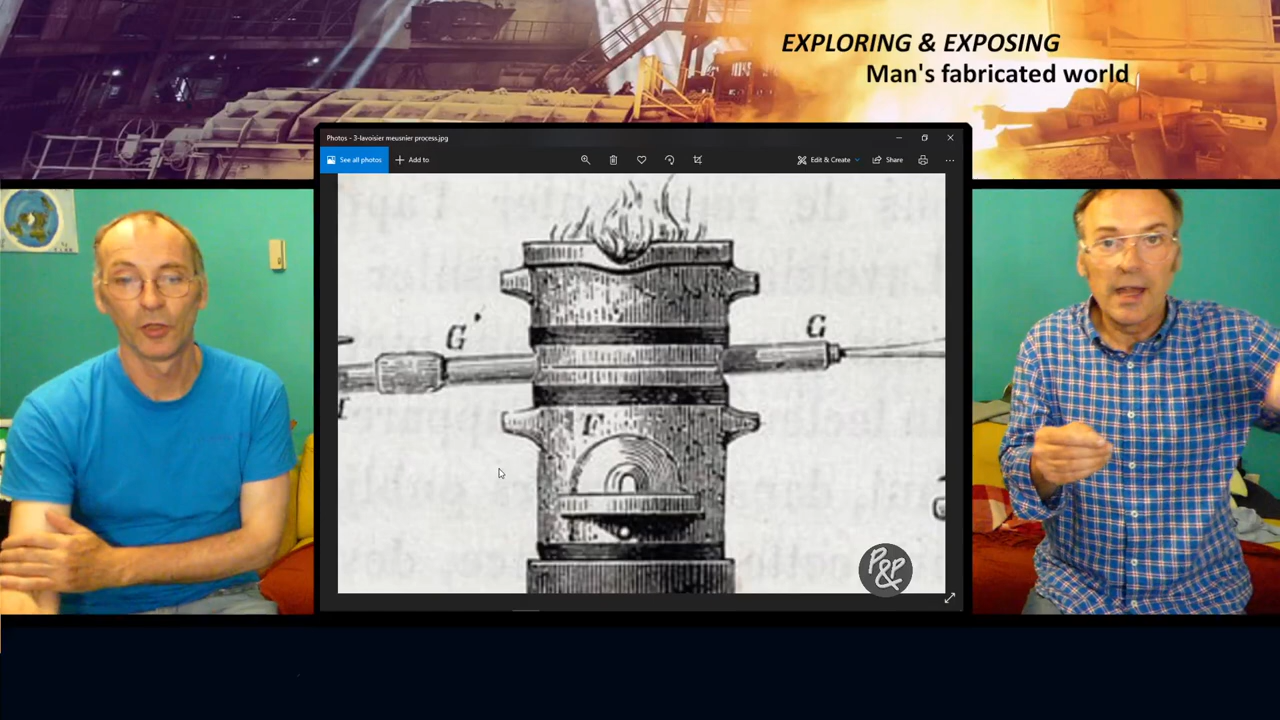 EXPLORING & EXPOSING
Man's fabricated world
Photos - 3-lavoisier meusnier process.jpg
See all photos
Add to
Edit & Create
Share
G'
G
F
P&P